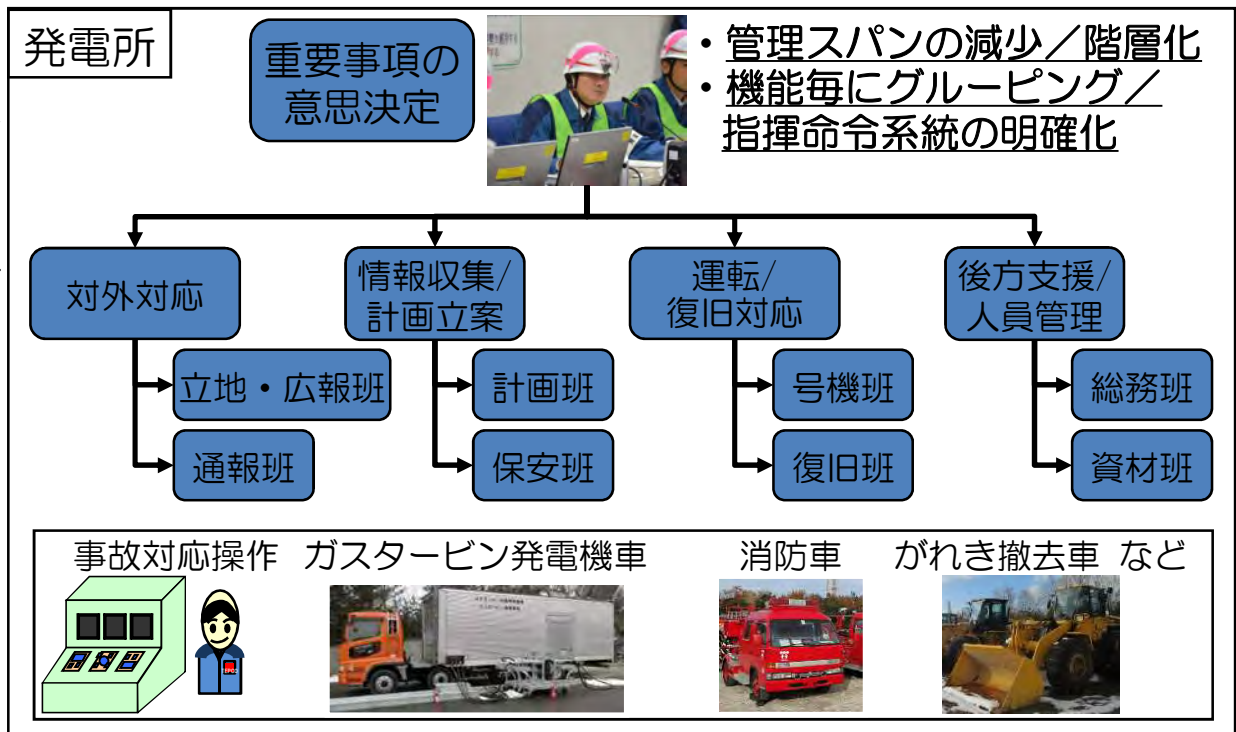 発電所
重要事項の
意思決定
・管理スパンの減少／階層化
・機能毎にグルーピング／
指揮命令系統の明確化
対外対応
情報収集/
計画立案
運転/
復旧対応
後方支援/
人員管理
立地・広報班
計画班
号機班
総務班
通報班
保安班
復旧班
資材班
事故対応操作 ガスタービン発電機車 消防車 がれき撤去車 など
TEPCO